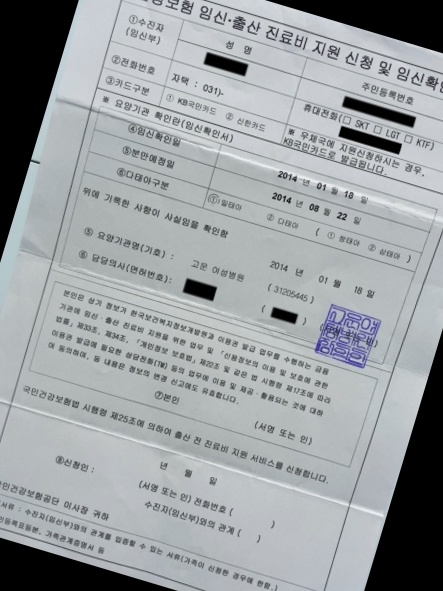 강보험 임신·출산 진료비 지원 신청 및 임신확인
①수진자
(임신부)
성 명
주민등록번호
②전화번호
자택 : 031)-
휴대전화(□ SKT □ LGT □ KTF)
③카드구분
① KB국민카드 ② 신한카드
※ 우체국에 지원신청하시는 경우,
KB국민카드로 발급됩니다.
※ 요양기관 확인란(임신확인서)
④임신확인일
2014 년 01 월 18 일
⑤분만예정일
2014 년 08 월 22 일
⑥다태아구분
①일태아 ② 다태아 ( ① 쌍태아 ② 삼태아 )
위에 기록한 사항이 사실임을 확인함
2014 년 01 월 18 일
⑤ 요양기관명(기호) : 고운 여성병원 ( 31205445 )
⑥ 담당의사(면허번호) : ( )
본인은 상기 정보가 한국보건복지정보개발원과 이용권 발급 업무를 수행하는 금융
기관에 임신·출산 진료비 지원을 위한 업무 및 「신용정보의 이용 및 보호에 관한
법률」제33조, 제34조, 「개인정보 보호법」제22조 및 같은 법 시행령 제17조에 따라
이용권 발급에 필요한 상담전화(TM) 등의 업무에 이용 및 제공·활용되는 것에 대하
여 동의하며, 동 내용은 정보의 변경 신고에도 유효합니다.
⑦본인 (서명 또는 인)
국민건강보험법 시행령 제25조에 의하여 출산 전 진료비 지원 서비스를 신청합니다.
년 월 일
⑧신청인 : (서명 또는 인) 전화번호 ( )
수진자(임신부)와의 관계 ( )
민건강보험공단 이사장 귀하
서류 : 수진자(임신부)와의 관계를 입증할 수 있는 서류(가족이 신청한 경우에 한함.)
민등록표등본, 가족관계증명서 등